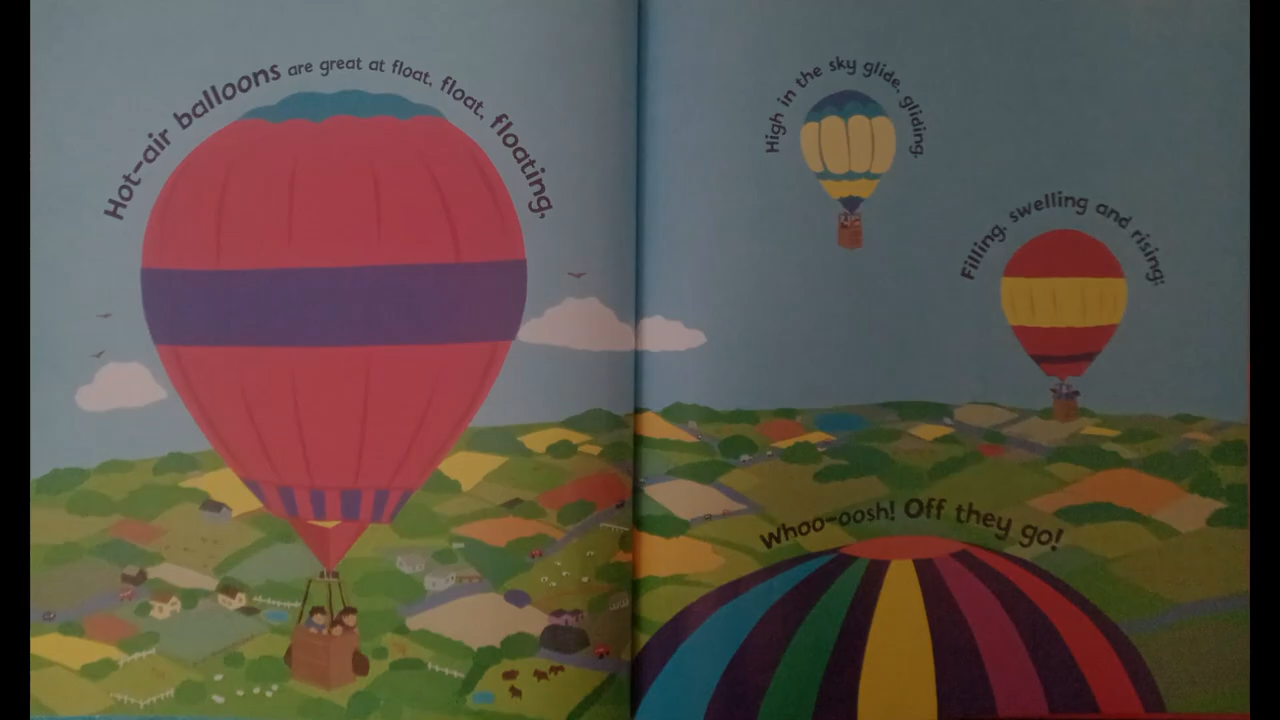 Hot-air balloons are great at float, float, floating,
High in the sky glide, gliding.
Filling, swelling and rising:
Whoo-oosh! Off they go!